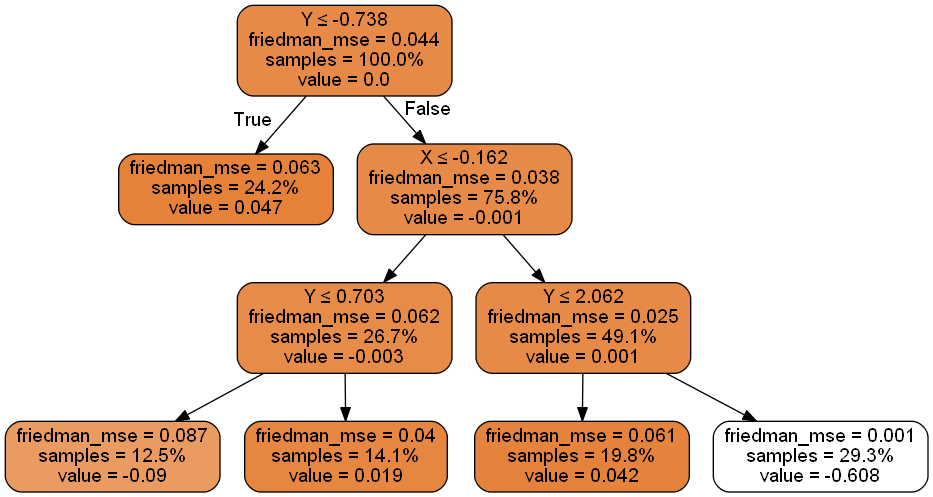 Y ≤ -0.738
friedman_mse = 0.044
samples = 100.0%
value = 0.0
True
False
friedman_mse = 0.063
samples = 24.2%
value = 0.047
X ≤ -0.162
friedman_mse = 0.038
samples = 75.8%
value = -0.001
Y ≤ 0.703
friedman_mse = 0.062
samples = 26.7%
value = -0.003
Y ≤ 2.062
friedman_mse = 0.025
samples = 49.1%
value = 0.001
friedman_mse = 0.087
samples = 12.5%
value = -0.09
friedman_mse = 0.04
samples = 14.1%
value = 0.019
friedman_mse = 0.061
samples = 19.8%
value = 0.042
friedman_mse = 0.001
samples = 29.3%
value = -0.608